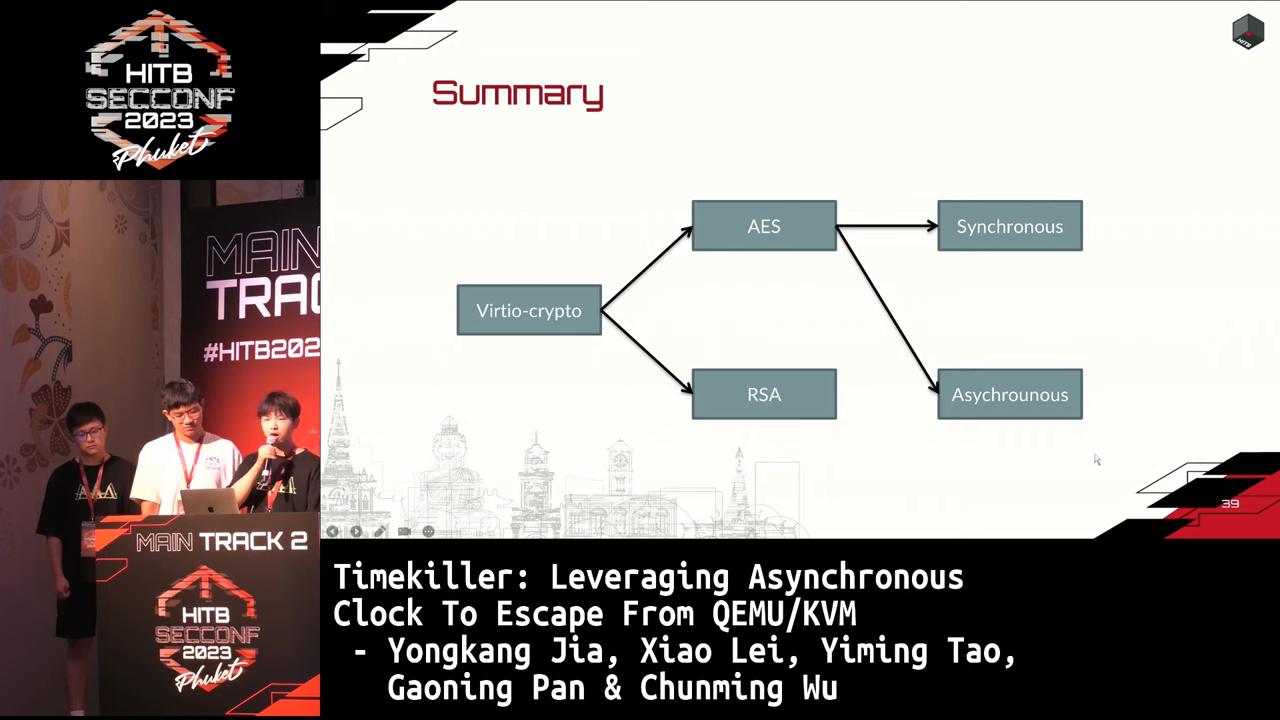 HITB
SECCONF
2023
Phuket
HITB
Summary
AES
Synchronous
Virtio-crypto
RSA
Asychrounous
39
MAIN
TRAC
#HITB202
MAIN TRACK 2
HITB
SECCONF
2023
Phuket
Timekiller: Leveraging Asynchronous
Clock To Escape From QEMU/KVM
- Yongkang Jia, Xiao Lei, Yiming Tao,
Gaoning Pan & Chunming Wu